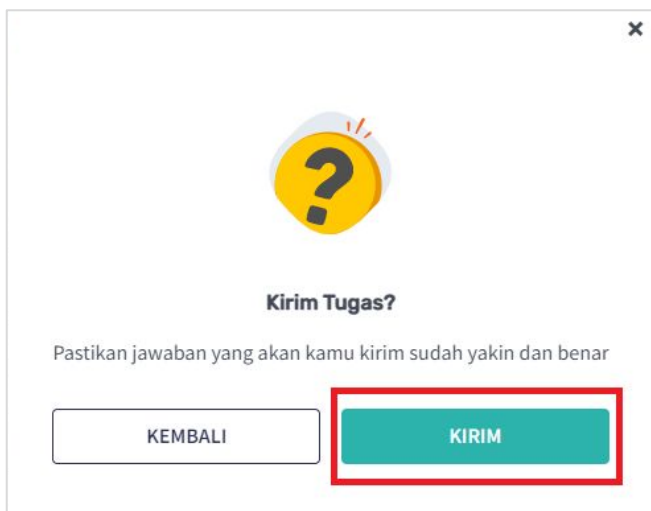 Kirim Tugas?
Pastikan jawaban yang akan kamu kirim sudah yakin dan benar
KEMBALI
KIRIM